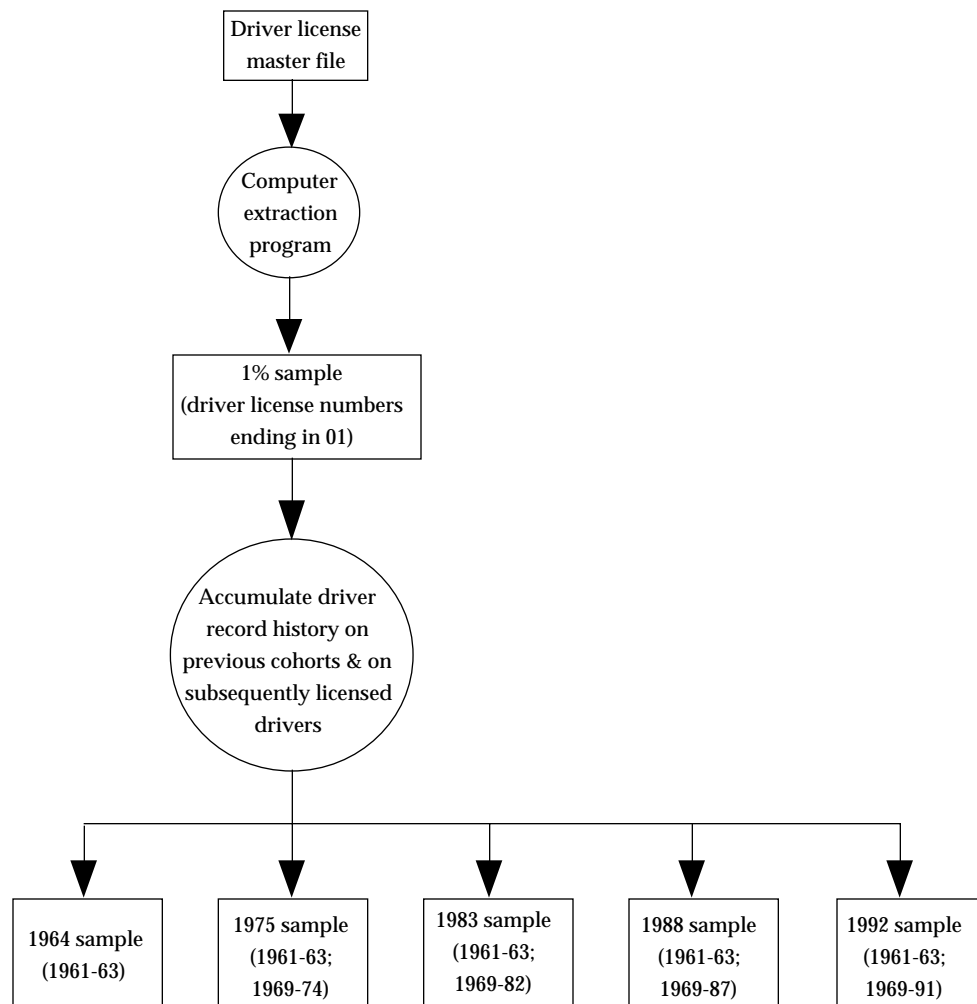 Driver license
master file
Computer
extraction
program
1% sample
(driver license numbers
ending in 01)
Accumulate driver
record history on
previous cohorts & on
subsequently licensed
drivers
1964 sample
(1961-63)
1975 sample
(1961-63;
1969-74)
1983 sample
(1961-63;
1969-82)
1988 sample
(1961-63;
1969-87)
1992 sample
(1961-63;
1969-91)